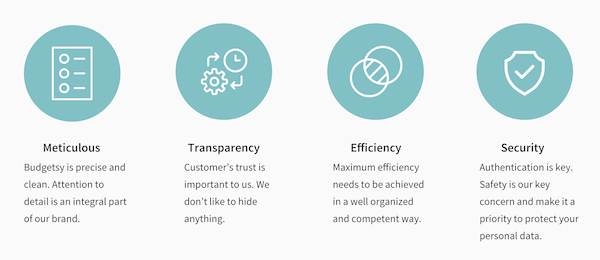 Meticulous
Budgetsy is precise and
clean. Attention to
detail is an integral part
of our brand.
Transparency
Customer's trust is
important to us. We
don't like to hide
anything.
Efficiency
Maximum efficiency
needs to be achieved
in a well organized
and competent way.
Security
Authentication is key.
Safety is our key
concern and make it a
priority to protect your
personal data.